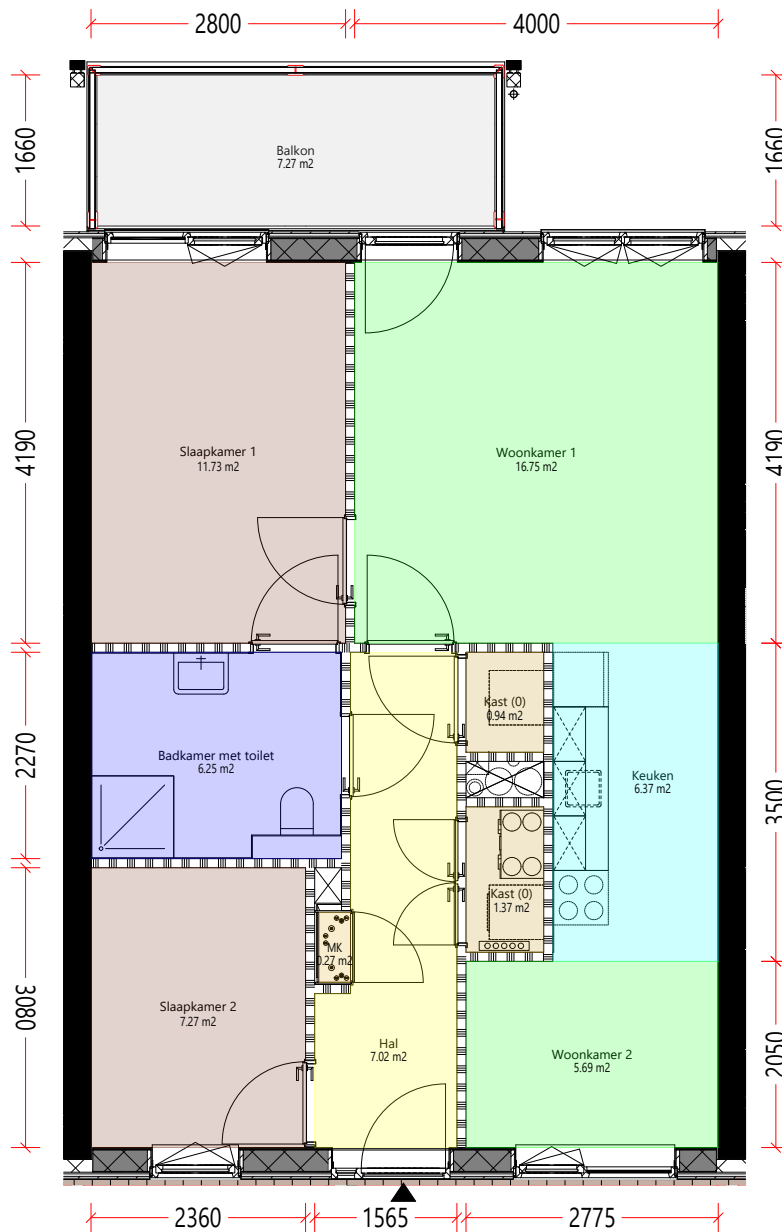 2800
4000
1660
1660
Balkon
7.27 m2
4190
4190
Slaapkamer 1
11.73 m2
Woonkamer 1
16.75 m2
2270
3500
Kast (0)
0.94 m2
Badkamer met toilet
6.25 m2
Keuken
6.37 m2
Kast (0)
1.37 m2
MK
0.27 m2
3080
2050
Slaapkamer 2
7.27 m2
Hal
7.02 m2
Woonkamer 2
5.69 m2
2360
1565
2775